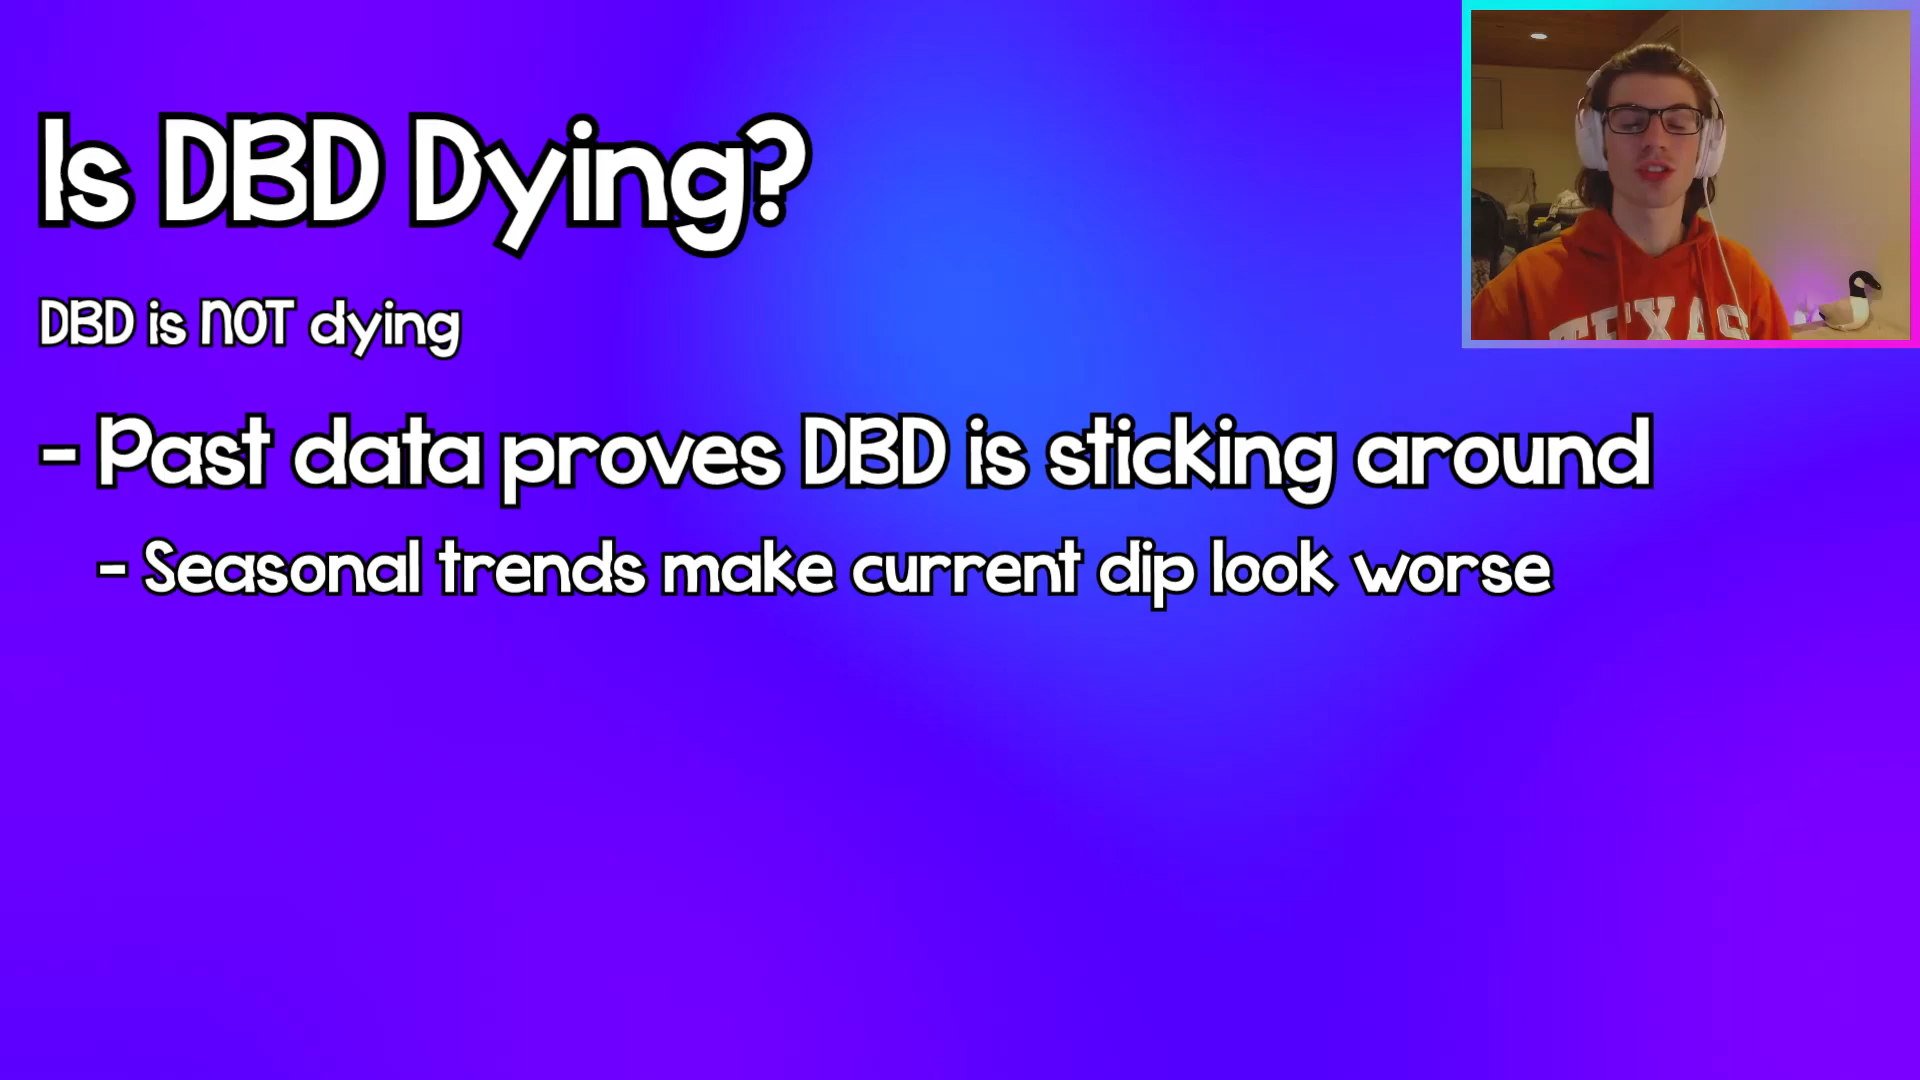 Is DBD Dying?
DBD is NOT dying
- Past data proves DBD is sticking around
- Seasonal trends make current dip look worse
TEXAS